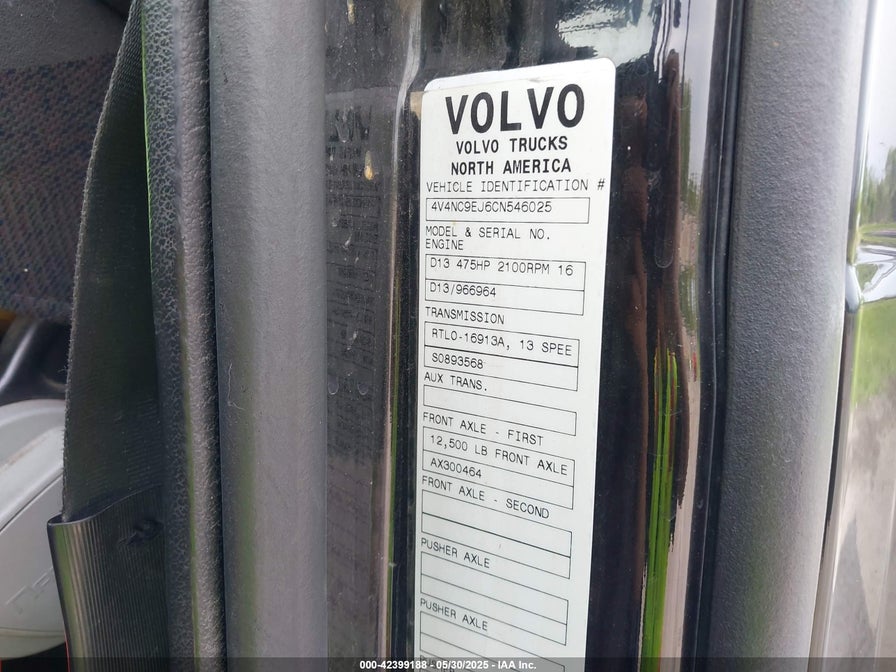 VOLVO
VOLVO TRUCKS
NORTH AMERICA
VEHICLE IDENTIFICATION #
4V4NC9EJ6CN546025
MODEL & SERIAL NO.
ENGINE
D13 475HP 2100RPM 16
D13/966964
TRANSMISSION
RTLO-16913A, 13 SPEE
S0893568
AUX TRANS.
FRONT AXLE - FIRST
12,500 LB FRONT AXLE
AX300464
FRONT AXLE - SECOND
PUSHER AXLE
PUSHER AXLE
000-42399188 - 05/30/2025 - IAA Inc.